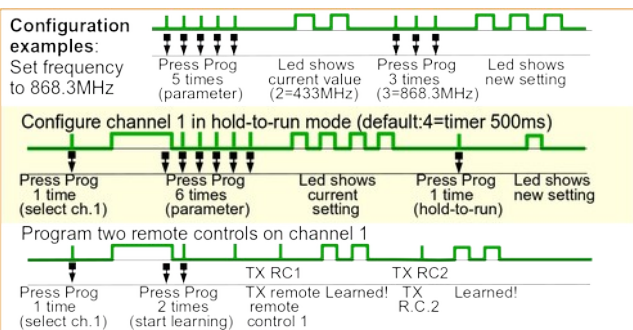 Configuration
examples:
Set frequency
to 868.3MHz
Press Prog
5 times
(parameter)
Led shows
current value
(2=433MHz)
Press Prog
3 times
(3=868.3MHz)
Led shows
new setting
Configure channel 1 in hold-to-run mode (default:4=timer 500ms)
Press Prog
1 time
(select ch.1)
Press Prog
6 times
(parameter)
Led shows
current
setting
Press Prog
1 time
(hold-to-run)
Led shows
new setting
Program two remote controls on channel 1
Press Prog
1 time
(select ch.1)
Press Prog
2 times
(start learning)
TX RC1
TX remote
remote
control 1
Learned!
TX RC2
TX
R.C.2
Learned!